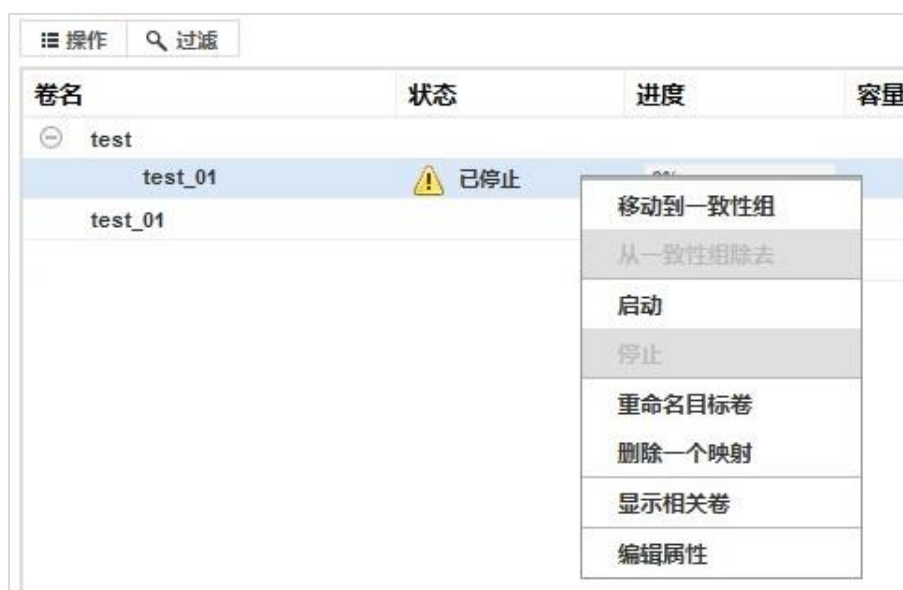 操作 过滤
卷名 状态 进度 容量
test
test_01 已停止
test_01
移动到一致性组
从一致性组除去
启动
停止
重命名目标卷
删除一个映射
显示相关卷
编辑属性